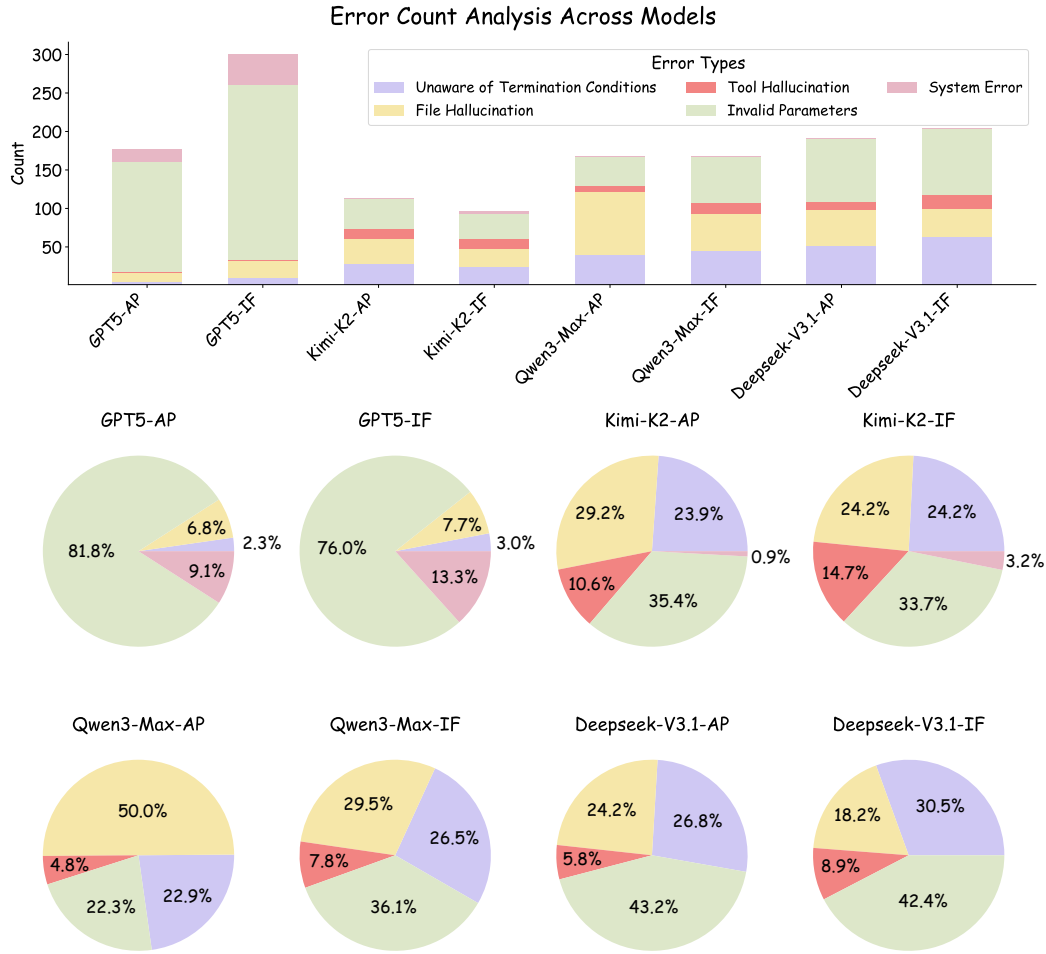 Error Count Analysis Across Models
Count
300
250
200
150
100
50
Error Types
Unaware of Termination Conditions
File Hallucination
Tool Hallucination
Invalid Parameters
System Error
GPT5-AP
GPT5-IF
Kimi-K2-AP
Kimi-K2-IF
Qwen3-Max-AP
Qwen3-Max-IF
Deepseek-V3.1-AP
Deepseek-V3.1-IF
GPT5-AP
6.8%
2.3%
81.8%
9.1%
GPT5-IF
7.7%
3.0%
76.0%
13.3%
Kimi-K2-AP
29.2%
23.9%
0.9%
10.6%
35.4%
Kimi-K2-IF
24.2%
24.2%
3.2%
14.7%
33.7%
Qwen3-Max-AP
50.0%
4.8%
22.9%
22.3%
Qwen3-Max-IF
29.5%
26.5%
7.8%
36.1%
Deepseek-V3.1-AP
24.2%
26.8%
5.8%
43.2%
Deepseek-V3.1-IF
30.5%
18.2%
8.9%
42.4%